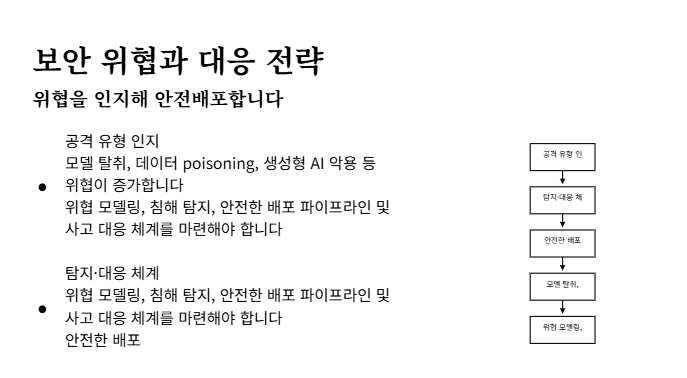 보안 위협과 대응 전략
위협을 인지해 안전배포합니다
공격 유형 인지
모델 탈취, 데이터 poisoning, 생성형 AI 악용 등
위협이 증가합니다
위협 모델링, 침해 탐지, 안전한 배포 파이프라인 및
사고 대응 체계를 마련해야 합니다
탐지·대응 체계
위협 모델링, 침해 탐지, 안전한 배포 파이프라인 및
사고 대응 체계를 마련해야 합니다
안전한 배포
공격 유형 인
탐지·대응 체
안전한 배포
모델 탈취,
위협 모델링,